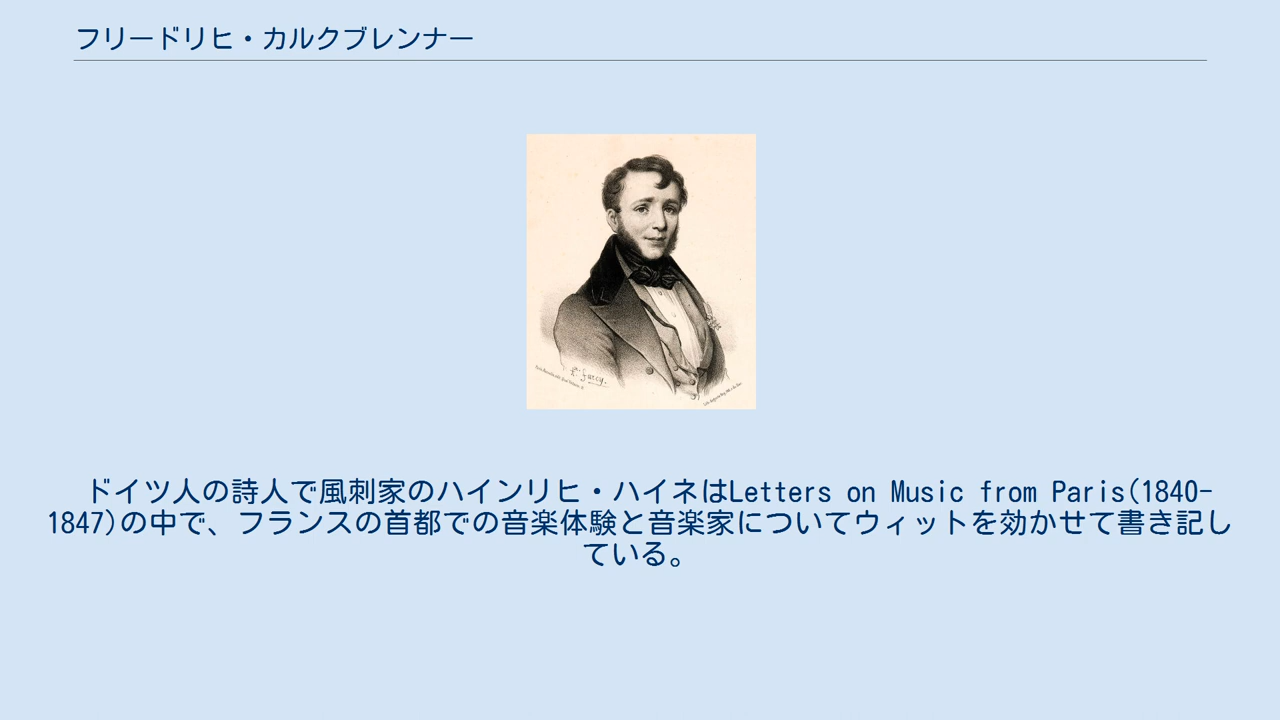 フリードリヒ・カルクブレンナー
ドイツ人の詩人で風刺家のハインリヒ・ハイネはLetters on Music from Paris(1840-
1847)の中で、フランスの首都での音楽体験と音楽家についてウィットを効かせて書き記し
ている。